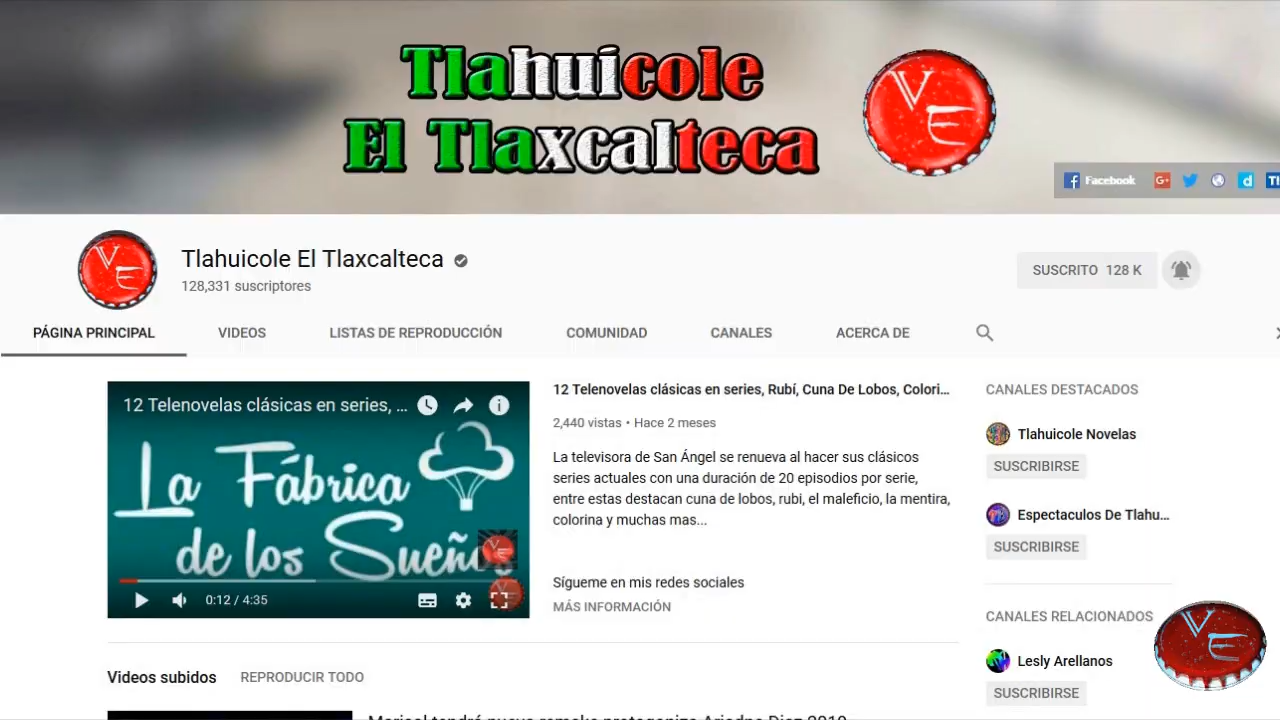 Tlahuicole
El Tlaxcalteca
VE
Facebook
Tlahuicole El Tlaxcalteca
128,331 suscriptores
SUSCRITO 128 K
VE
PÁGINA PRINCIPAL
VIDEOS
LISTAS DE REPRODUCCIÓN
COMUNIDAD
CANALES
ACERCA DE
12 Telenovelas clásicas en series, ...
La Fábrica
de los Sueños
0:12 / 4:35
12 Telenovelas clásicas en series, Rubí, Cuna De Lobos, Colori...
2,440 vistas • Hace 2 meses
La televisora de San Ángel se renueva al hacer sus clásicos
series actuales con una duración de 20 episodios por serie,
entre estas destacan cuna de lobos, rubi, el maleficio, la mentira,
colorina y muchas mas...
Sígueme en mis redes sociales
MÁS INFORMACIÓN
CANALES DESTACADOS
Tlahuicole Novelas
SUSCRIBIRSE
Espectaculos De Tlahu...
SUSCRIBIRSE
CANALES RELACIONADOS
Lesly Arellanos
SUSCRIBIRSE
VE
Videos subidos
REPRODUCIR TODO